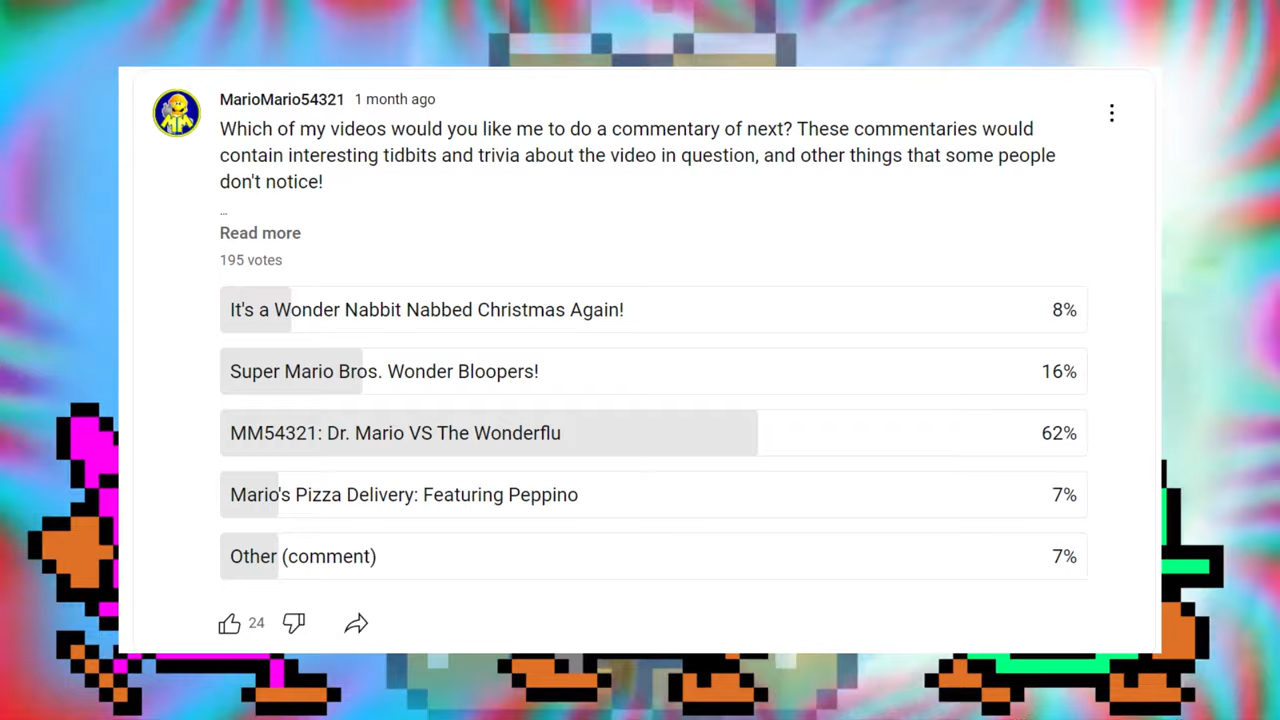 MarioMario54321 1 month ago
Which of my videos would you like me to do a commentary of next? These commentaries would
contain interesting tidbits and trivia about the video in question, and other things that some people
don't notice!
...
Read more
195 votes
It's a Wonder Nabbit Nabbed Christmas Again! 8%
Super Mario Bros. Wonder Bloopers! 16%
MM54321: Dr. Mario VS The Wonderflu 62%
Mario's Pizza Delivery: Featuring Peppino 7%
Other (comment) 7%
24